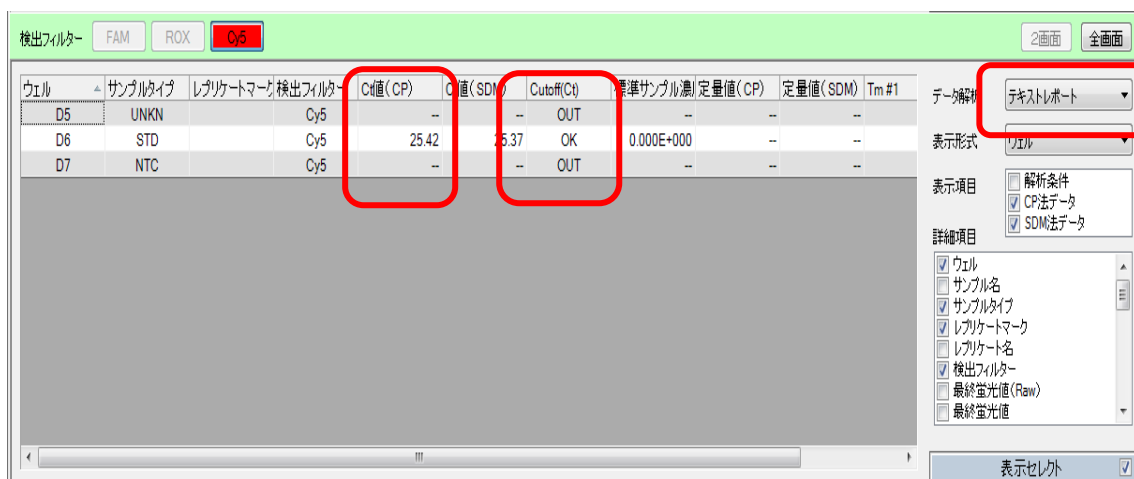 検出フィルター FAM ROX Cy5 2画面 全画面
ウェル サンプルタイプ レプリケートマーク 検出フィルター Ct値(CP) Ct値(SDM) Cutoff(Ct) 標準サンプル濃 定量値(CP) 定量値(SDM) Tm #1
D5 UNKN Cy5 -- -- OUT -- -- --
D6 STD Cy5 25.42 25.37 OK 0.000E+000 -- --
D7 NTC Cy5 -- -- OUT -- -- --
データ解析 テキストレポート
表示形式 ウェル
表示項目
解析条件
CP法データ
SDM法データ
詳細項目
ウェル
サンプル名
サンプルタイプ
レプリケートマーク
レプリケート名
検出フィルター
最終蛍光値(Raw)
最終蛍光値
表示セレクト